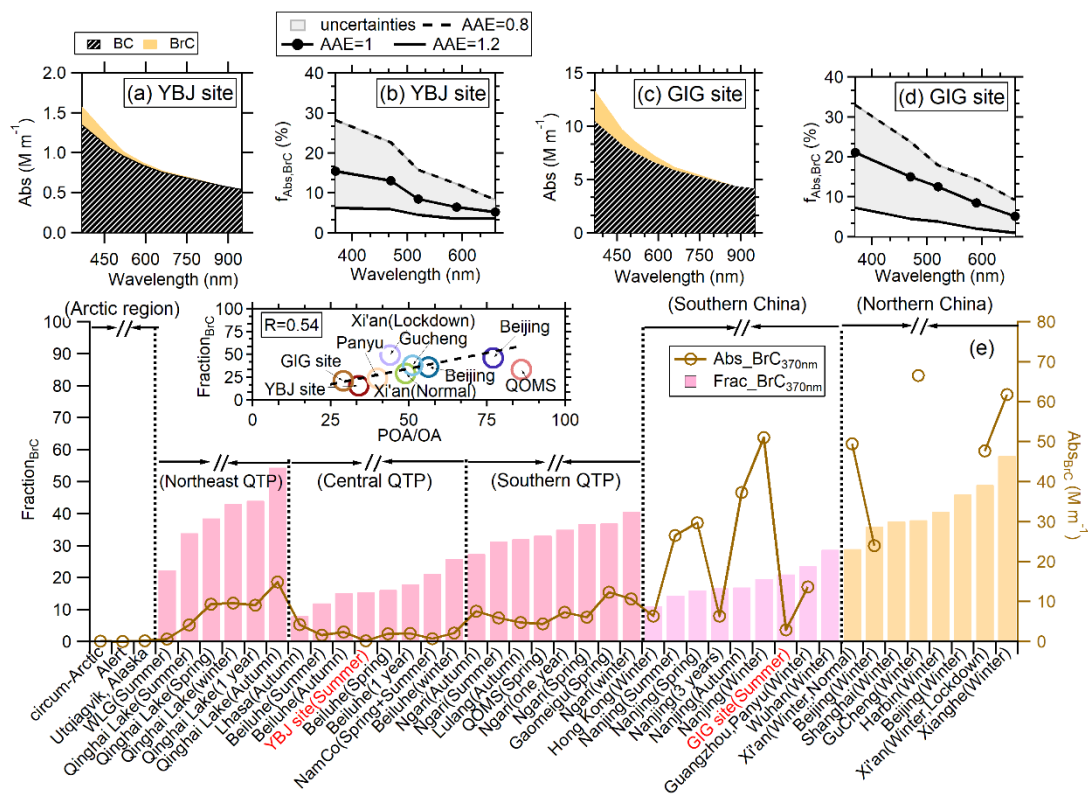 BC BrC
uncertainties AAE=0.8
AAE=1 AAE=1.2
(a) YBJ site
2.0
1.5
1.0
0.5
0.0
Abs (M m⁻¹)
450 600 750 900
Wavelength (nm)
(b) YBJ site
40
30
20
10
0
f_Abs,BrC (%)
400 500 600
Wavelength (nm)
(c) GIG site
15
10
5
0
Abs (M m⁻¹)
450 600 750 900
Wavelength (nm)
(d) GIG site
40
30
20
10
0
f_Abs,BrC (%)
400 500 600
Wavelength (nm)
(Arctic region)
(Southern China)
(Northern China)
(e)
100
90
80
70
60
50
40
30
20
10
0
Fraction_BrC
100
75
50
25
0
Fraction_BrC
R=0.54
Xi'an(Lockdown)
Panyu
Gucheng
Beijing
GIG site
YBJ site
Xi'an(Normal)
Beijing
QOMS
0 25 50 75 100
POA/OA
Abs_BrC370nm
Frac_BrC370nm
(Northeast QTP)
(Central QTP)
(Southern QTP)
80
70
60
50
40
30
20
10
0
Abs_BrC (M m⁻¹)
circum-Arctic
Alert
Utqiagvik, Alaska
WLG(Summer)
Qinghai Lake(Summer)
Qinghai Lake(Spring)
Qinghai Lake(winter)
Qinghai Lake(1 year)
Qinghai Lake(Autumn)
Lhasa(Autumn)
Beiluhe(Summer)
Beiluhe(Autumn)
YBJ site(Summer)
Beiluhe(Spring)
Beiluhe(1 year)
NamCo(Spring+Summer)
Beiluhe(winter)
Ngari(Autumn)
Ngari(Summer)
Lulang(Autumn)
QOMS(Spring)
Ngari(one year)
Ngari(Spring)
Gaomeigu(Spring)
Ngari(winter)
Hong Kong(Winter)
Nanjing(Summer)
Nanjing(Spring)
Nanjing(3 years)
Nanjing(Autumn)
Nanjing(Winter)
GIG site(Summer)
Guangzhou,Panyu(Winter)
Wuhan(Winter)
Xi'an(Winter,Normal)
Beijing(Winter)
Shanghai(Winter)
GuCheng(Winter)
Harbin(Winter)
Beijing(Winter)
Xi'an(Winter,Lockdown)
Xianghe(Winter)